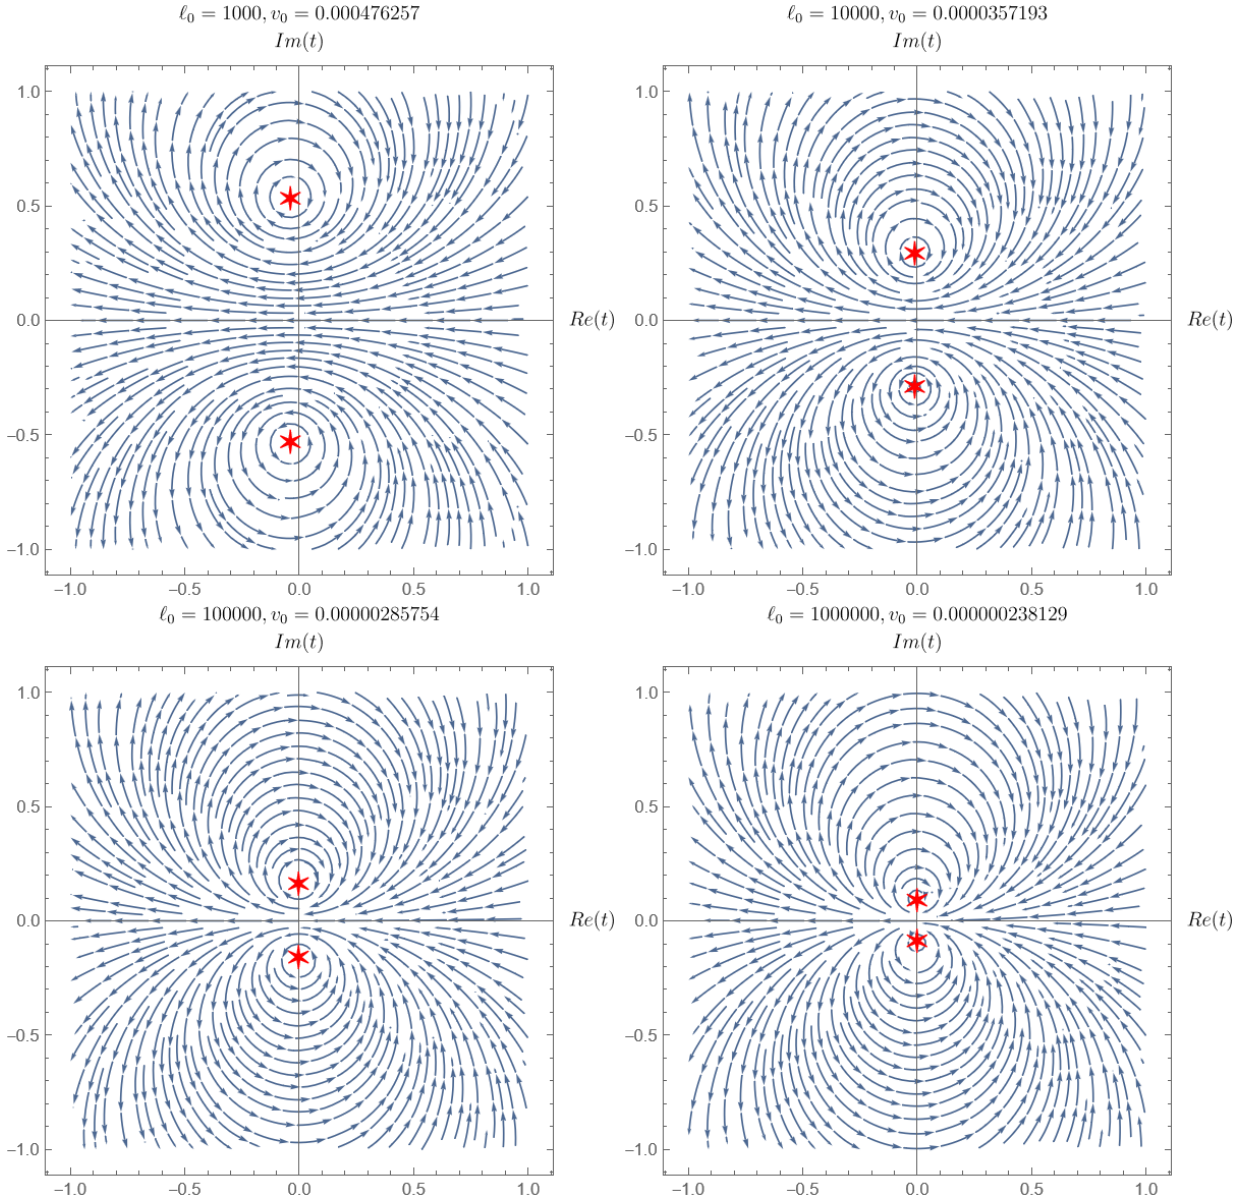 ℓ₀ = 1000, v₀ = 0.000476257
Im(t)
1.0
0.5
0.0
−0.5
−1.0
−1.0 −0.5 0.0 0.5 1.0
Re(t)
ℓ₀ = 10000, v₀ = 0.0000357193
Im(t)
1.0
0.5
0.0
−0.5
−1.0
−1.0 −0.5 0.0 0.5 1.0
Re(t)
ℓ₀ = 100000, v₀ = 0.00000285754
Im(t)
1.0
0.5
0.0
−0.5
−1.0
−1.0 −0.5 0.0 0.5 1.0
Re(t)
ℓ₀ = 1000000, v₀ = 0.000000238129
Im(t)
1.0
0.5
0.0
−0.5
−1.0
−1.0 −0.5 0.0 0.5 1.0
Re(t)